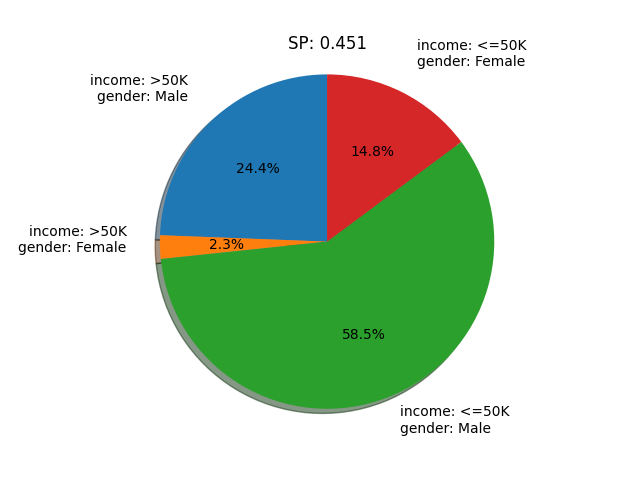 SP: 0.451
income: <=50K
gender: Female
income: >50K
gender: Male
14.8%
24.4%
income: >50K
gender: Female
2.3%
58.5%
income: <=50K
gender: Male